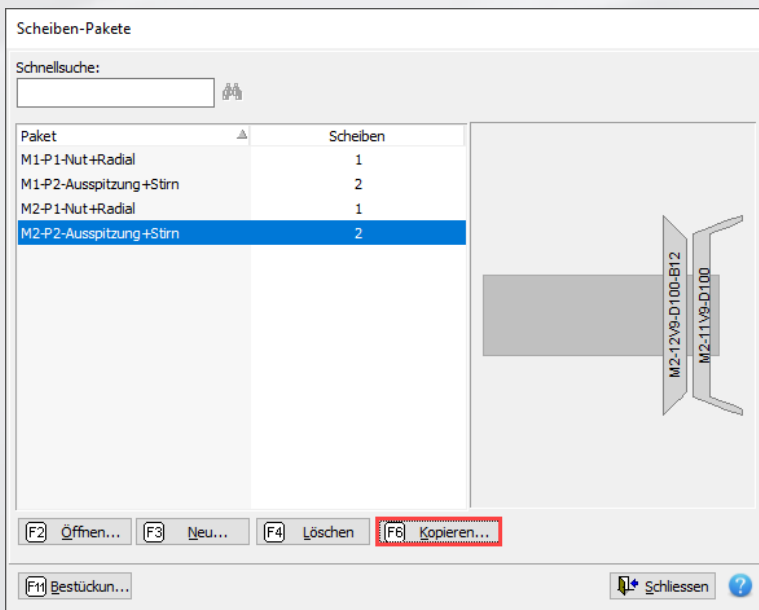 Scheiben-Pakete
Schnellsuche:
Paket Scheiben
M1-P1-Nut+Radial 1
M1-P2-Ausspitzung+Stirn 2
M2-P1-Nut+Radial 1
M2-P2-Ausspitzung+Stirn 2
M2-12V9-D100-B12
M2-11V9-D100
F2 Öffnen... F3 Neu... F4 Löschen F6 Kopieren...
F11 Bestückun... Schliessen ?